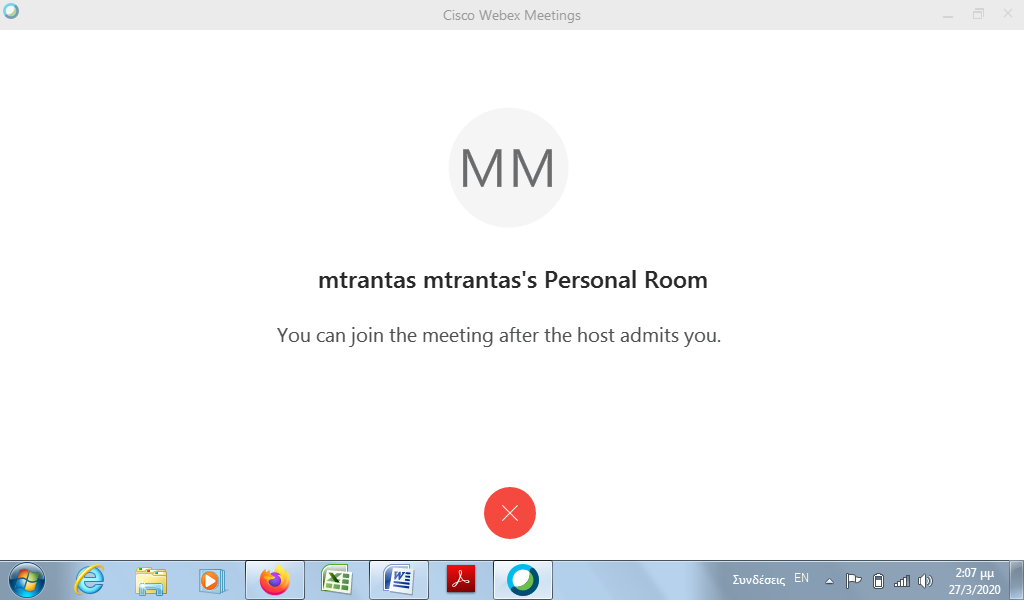 Cisco Webex Meetings
MM
mtrantas mtrantas's Personal Room
You can join the meeting after the host admits you.
Συνδέσεις EN
2:07 μμ
27/3/2020